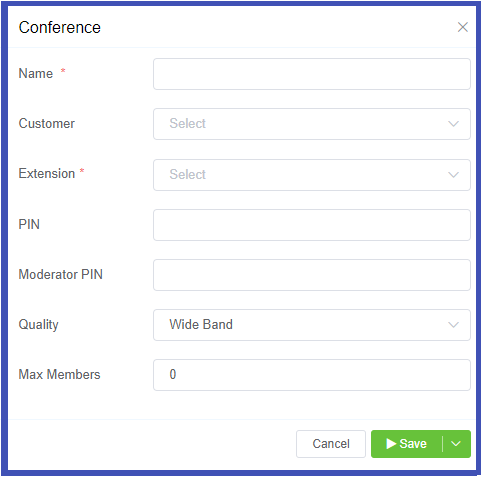 Conference
Name *
Customer Select
Extension * Select
PIN
Moderator PIN
Quality Wide Band
Max Members 0
Cancel Save